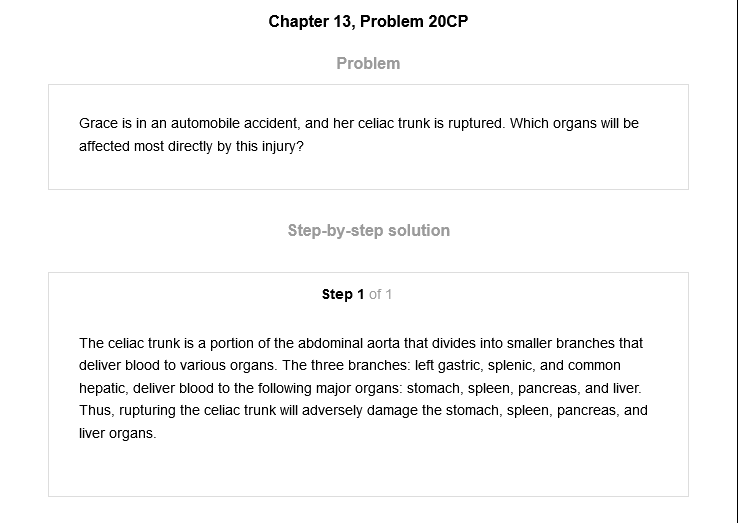 Chapter 13, Problem 20CP
Problem
Grace is in an automobile accident, and her celiac trunk is ruptured. Which organs will be
affected most directly by this injury?
Step-by-step solution
Step 1 of 1
The celiac trunk is a portion of the abdominal aorta that divides into smaller branches that
deliver blood to various organs. The three branches: left gastric, splenic, and common
hepatic, deliver blood to the following major organs: stomach, spleen, pancreas, and liver.
Thus, rupturing the celiac trunk will adversely damage the stomach, spleen, pancreas, and
liver organs.